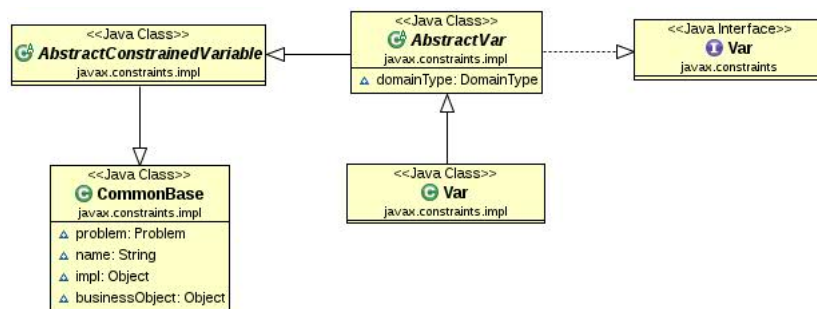 <<Java Class>>
AbstractConstrainedVariable
javax.constraints.impl
<<Java Class>>
AbstractVar
javax.constraints.impl
domainType: DomainType
<<Java Interface>>
Var
javax.constraints
<<Java Class>>
CommonBase
javax.constraints.impl
problem: Problem
name: String
impl: Object
businessObject: Object
<<Java Class>>
Var
javax.constraints.impl